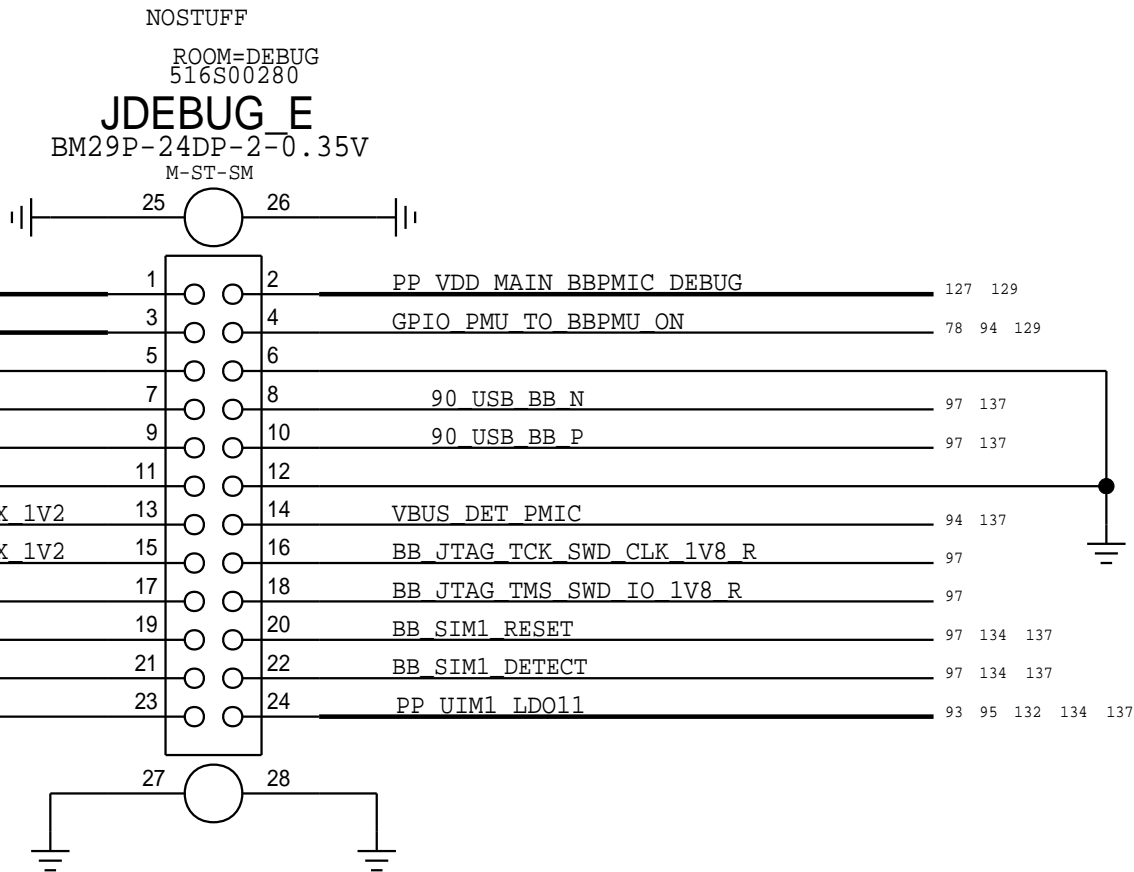 NOSTUFF
ROOM=DEBUG
516S00280
JDEBUG_E
BM29P-24DP-2-0.35V
M-ST-SM
25 26
1 2 PP_VDD_MAIN_BBPMIC_DEBUG 127 129
3 4 GPIO_PMU_TO_BBPMU_ON 78 94 129
5 6
7 8 90_USB_BB_N 97 137
9 10 90_USB_BB_P 97 137
11 12
X_1V2 13 14 VBUS_DET_PMIC 94 137
X_1V2 15 16 BB_JTAG_TCK_SWD_CLK_1V8_R 97
17 18 BB_JTAG_TMS_SWD_IO_1V8_R 97
19 20 BB_SIM1_RESET 97 134 137
21 22 BB_SIM1_DETECT 97 134 137
23 24 PP_UIM1_LDO11 93 95 132 134 137
27 28